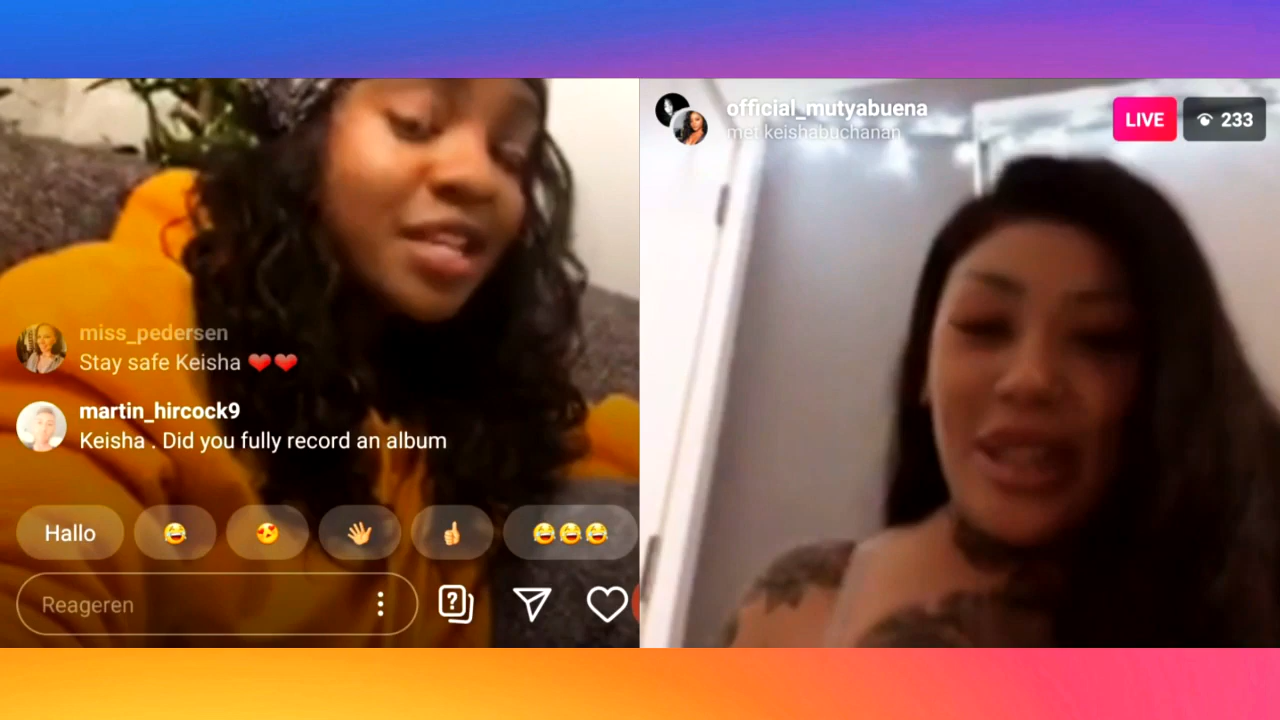 miss_pedersen
Stay safe Keisha ❤❤
martin_hircock9
Keisha . Did you fully record an album
Hallo
Reageren
official_mutyabuena
met keishabuchanan
LIVE
233